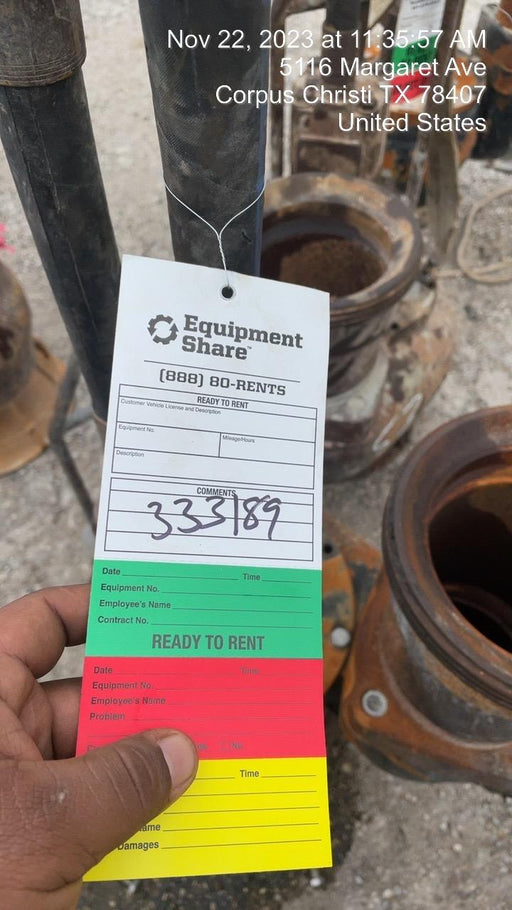 Nov 22, 2023 at 11:35:57 AM
5116 Margaret Ave
Corpus Christi TX 78407
United States
Equipment
Share™
(888) 80-RENTS
READY TO RENT
Customer Vehicle License and Description
Equipment No.
Mileage/Hours
Description
COMMENTS
333189
Date Time
Equipment No.
Employee's Name
Contract No.
READY TO RENT
Date Time
Equipment No.
Employee's Name
Problem
No
Time
ame
Damages